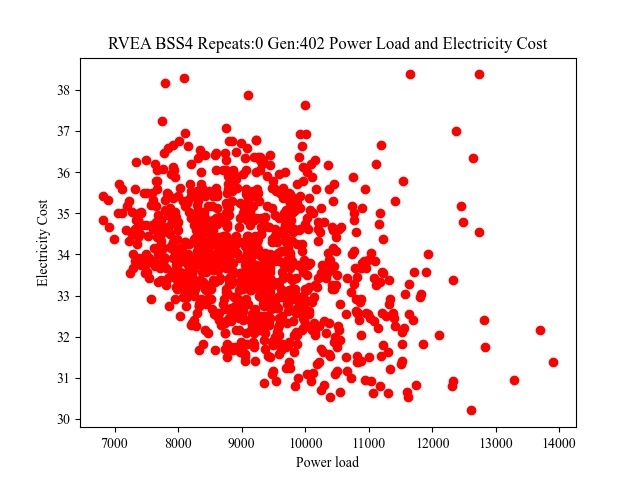 RVEA BSS4 Repeats:0 Gen:402 Power Load and Electricity Cost
38
37
36
35
34
33
32
31
30
Electricity Cost
7000 8000 9000 10000 11000 12000 13000 14000
Power load